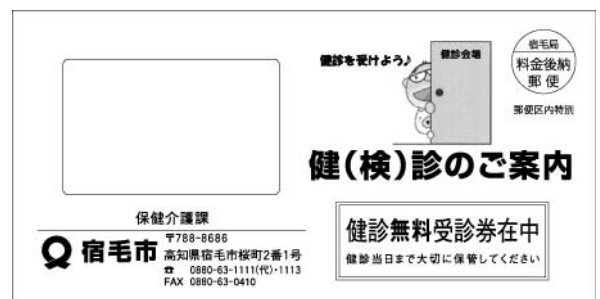 健診を受けよう♪
健診会場
宿毛局
料金後納
郵便
郵便区内特別
健(検)診のご案内
保健介護課
宿毛市
〒788-8686
高知県宿毛市桜町2番1号
☎ 0880-63-1111(代)・1113
FAX 0880-63-0410
健診無料受診券在中
健診当日まで大切に保管してください